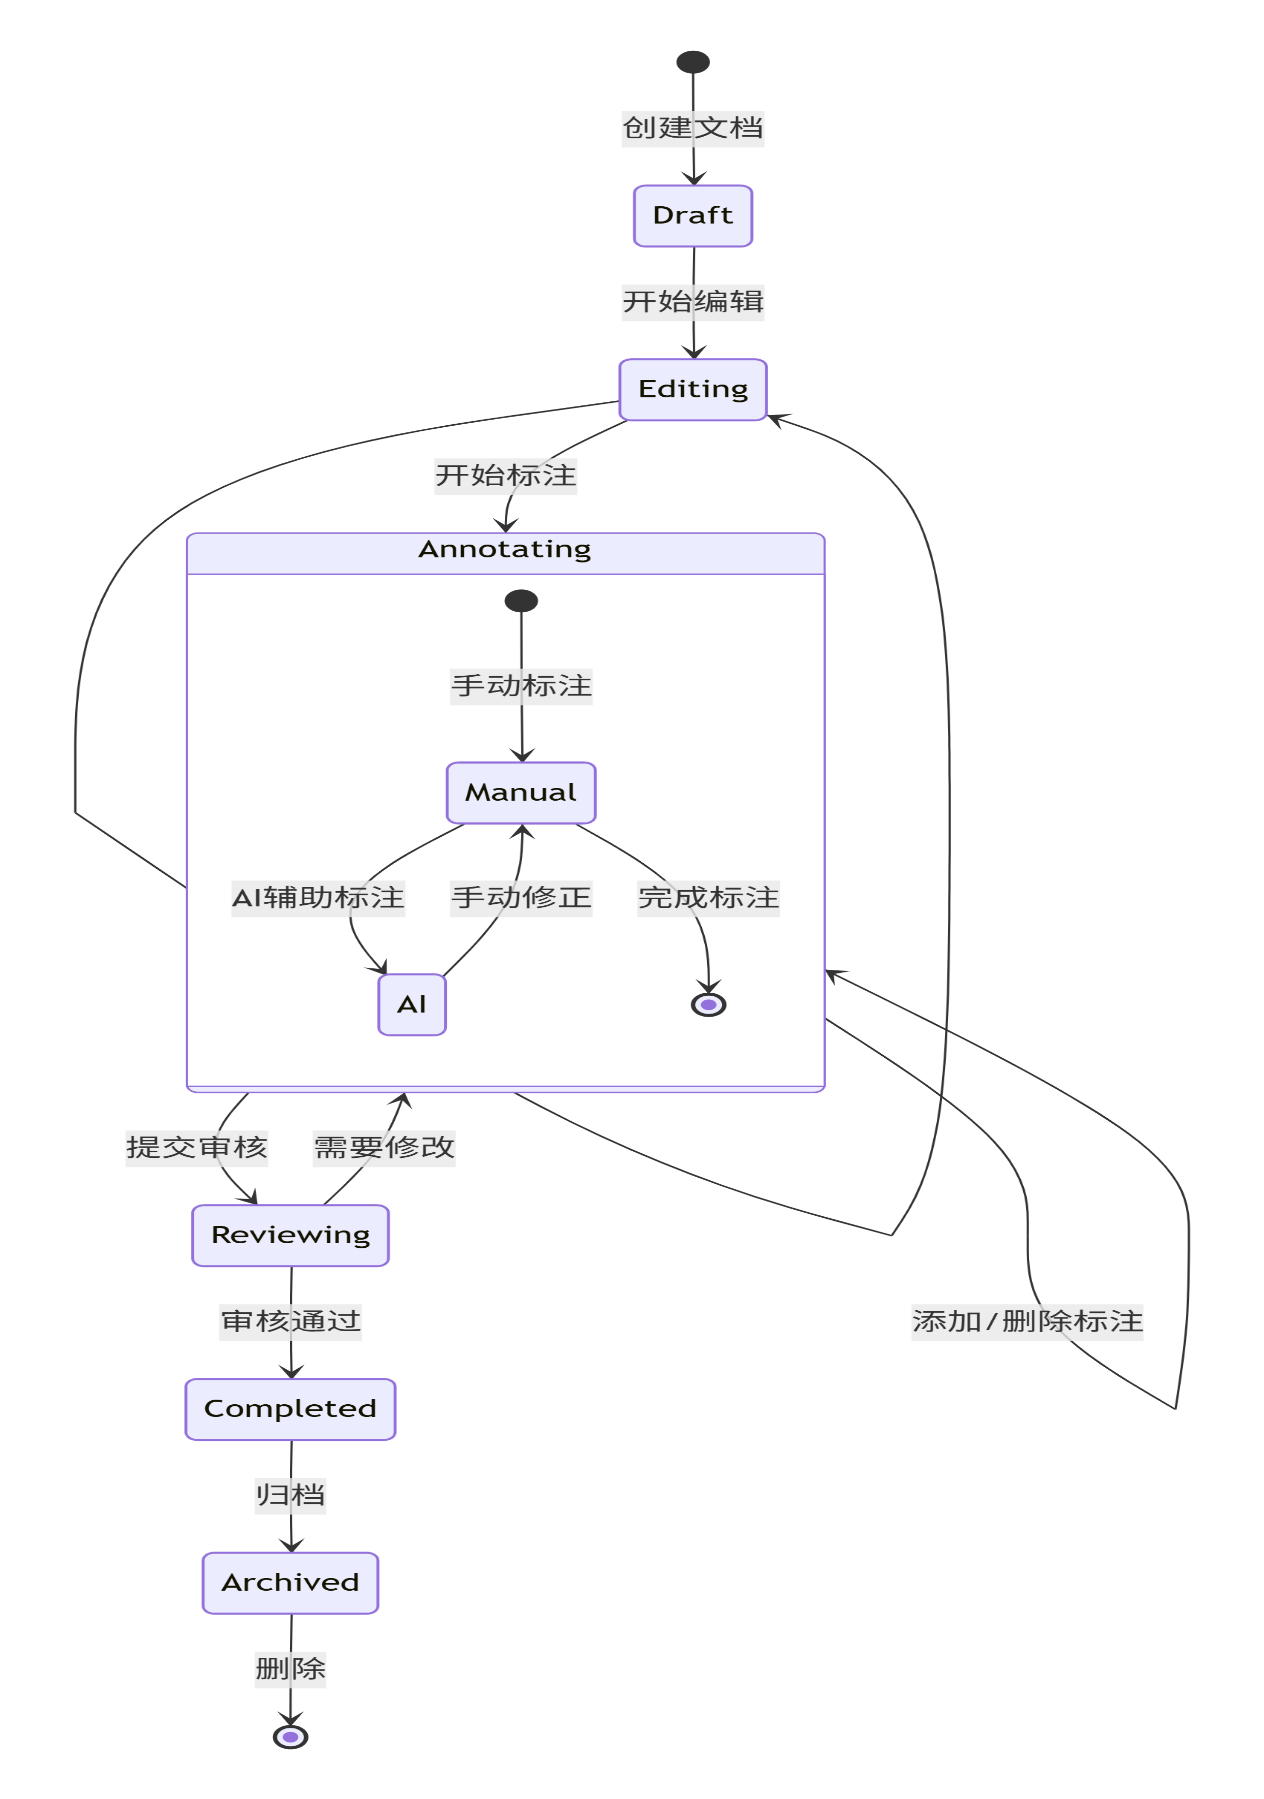 创建文档
Draft
开始编辑
Editing
开始标注
Annotating
手动标注
Manual
AI辅助标注
手动修正
完成标注
AI
提交审核
需要修改
Reviewing
审核通过
添加/删除标注
Completed
归档
Archived
删除